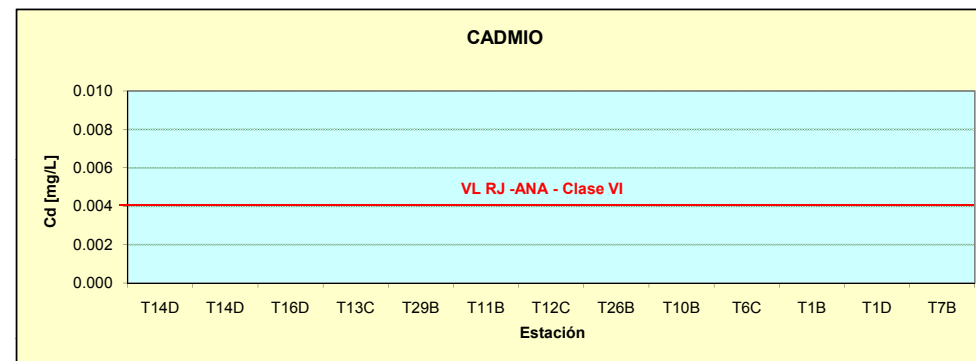 CADMIO
0.010
0.008
0.006
VL RJ -ANA - Clase VI
0.004
0.002
0.000
Cd [mg/L]
T14D T14D T16D T13C T29B T11B T12C T26B T10B T6C T1B T1D T7B
Estación